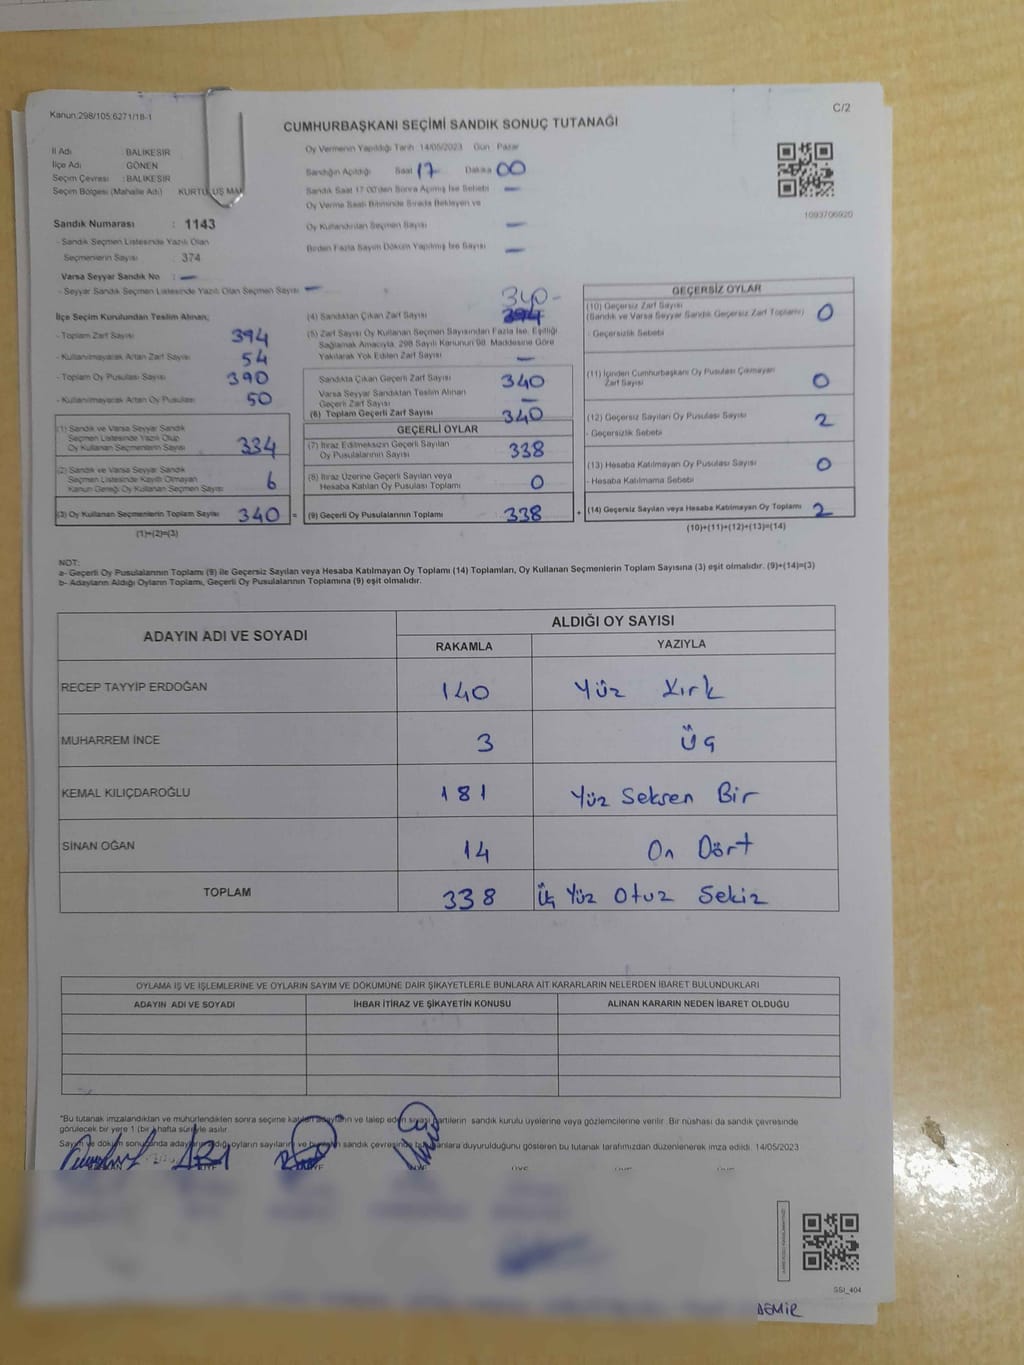 Kanun:298/105,6271/18-1
C/2
CUMHURBAŞKANI SEÇİMİ SANDIK SONUÇ TUTANAĞI
İl Adı : BALIKESİR
İlçe Adı : GÖNEN
Seçim Çevresi : BALIKESİR
Seçim Bölgesi (Mahalle Adı) KURTULUŞ MAH.
Sandık Numarası : 1143
- Sandık Seçmen Listesinde Yazılı Olan
Seçmenlerin Sayısı : 374
Varsa Seyyar Sandık No : -
- Seyyar Sandık Seçmen Listesinde Yazılı Olan Seçmen Sayısı -
Oy Vermenin Yapıldığı Tarih 14/05/2023 Gün Pazar
Sandığın Açıldığı Saat 17 Dakika 00
Sandık Saat 17:00'den Sonra Açılmış İse Sebebi -
Oy Verme Saati Bitiminde Sırada Bekleyen ve
Oy Kullandırılan Seçmen Sayısı -
Birden Fazla Sayım Döküm Yapılmış İse Sayısı -
1093706920
İlçe Seçim Kurulundan Teslim Alınan;
- Toplam Zarf Sayısı 394
- Kullanılmayarak Artan Zarf Sayısı 54
- Toplam Oy Pusulası Sayısı 390
- Kullanılmayarak Artan Oy Pusulası 50
(1) Sandık ve Varsa Seyyar Sandık
Seçmen Listesinde Yazılı Olup
Oy Kullanan Seçmenlerin Sayısı 334
(2) Sandık ve Varsa Seyyar Sandık
Seçmen Listesinde Kayıtlı Olmayan
Kanun Gereği Oy Kullanan Seçmen Sayısı 6
(3) Oy Kullanan Seçmenlerin Toplam Sayısı 340 =
(1)+(2)=(3)
340-
(4) Sandıktan Çıkan Zarf Sayısı 394
(5) Zarf Sayısı Oy Kullanan Seçmen Sayısından Fazla İse, Eşitliği
Sağlamak Amacıyla, 298 Sayılı Kanunun 98. Maddesine Göre
Yakılarak Yok Edilen Zarf Sayısı -
Sandıkta Çıkan Geçerli Zarf Sayısı 340
Varsa Seyyar Sandıktan Teslim Alınan
Geçerli Zarf Sayısı -
(6) Toplam Geçerli Zarf Sayısı 340
GEÇERLİ OYLAR
(7) İtiraz Edilmeksizin Geçerli Sayılan
Oy Pusulalarının Sayısı 338
(8) İtiraz Üzerine Geçerli Sayılan veya
Hesaba Katılan Oy Pusulası Toplamı 0
(9) Geçerli Oy Pusulalarının Toplamı 338 +
GEÇERSİZ OYLAR
(10) Geçersiz Zarf Sayısı
(Sandık ve Varsa Seyyar Sandık Geçersiz Zarf Toplamı) 0
- Geçersizlik Sebebi
(11) İçinden Cumhurbaşkanı Oy Pusulası Çıkmayan
Zarf Sayısı 0
(12) Geçersiz Sayılan Oy Pusulası Sayısı 2
- Geçersizlik Sebebi
(13) Hesaba Katılmayan Oy Pusulası Sayısı 0
- Hesaba Katılmama Sebebi
(14) Geçersiz Sayılan veya Hesaba Katılmayan Oy Toplamı 2
(10)+(11)+(12)+(13)=(14)
NOT:
a- Geçerli Oy Pusulalarının Toplamı (9) ile Geçersiz Sayılan veya Hesaba Katılmayan Oy Toplamı (14) Toplamları, Oy Kullanan Seçmenlerin Toplam Sayısına (3) eşit olmalıdır. (9)+(14)=(3)
b- Adayların Aldığı Oyların Toplamı, Geçerli Oy Pusulalarının Toplamına (9) eşit olmalıdır.
ADAYIN ADI VE SOYADI ALDIĞI OY SAYISI
RAKAMLA YAZIYLA
RECEP TAYYİP ERDOĞAN 140 Yüz Kırk
MUHARREM İNCE 3 Üç
KEMAL KILIÇDAROĞLU 181 Yüz Seksen Bir
SİNAN OĞAN 14 On Dört
TOPLAM 338 Üç Yüz Otuz Sekiz
OYLAMA İŞ VE İŞLEMLERİNE VE OYLARIN SAYIM VE DÖKÜMÜNE DAİR ŞİKAYETLERLE BUNLARA AİT KARARLARIN NELERDEN İBARET BULUNDUKLARI
ADAYIN ADI VE SOYADI İHBAR İTİRAZ VE ŞİKAYETİN KONUSU ALINAN KARARIN NEDEN İBARET OLDUĞU
*Bu tutanak imzalandıktan ve mühürlendikten sonra seçime katılan adayların ve talep eden siyasi partilerin sandık kurulu üyelerine veya gözlemcilerine verilir. Bir nüshası da sandık çevresinde
görülecek bir yere 1 (bir) hafta süreyle asılır.
Sayım ve döküm sonucunda adayların aldığı oyların sayılarını ve bunların sandık çevresinde bulunanlara duyurulduğunu gösteren bu tutanak tarafımızdan düzenlenerek imza edildi. 14/05/2023
SSI_404
DEMİR